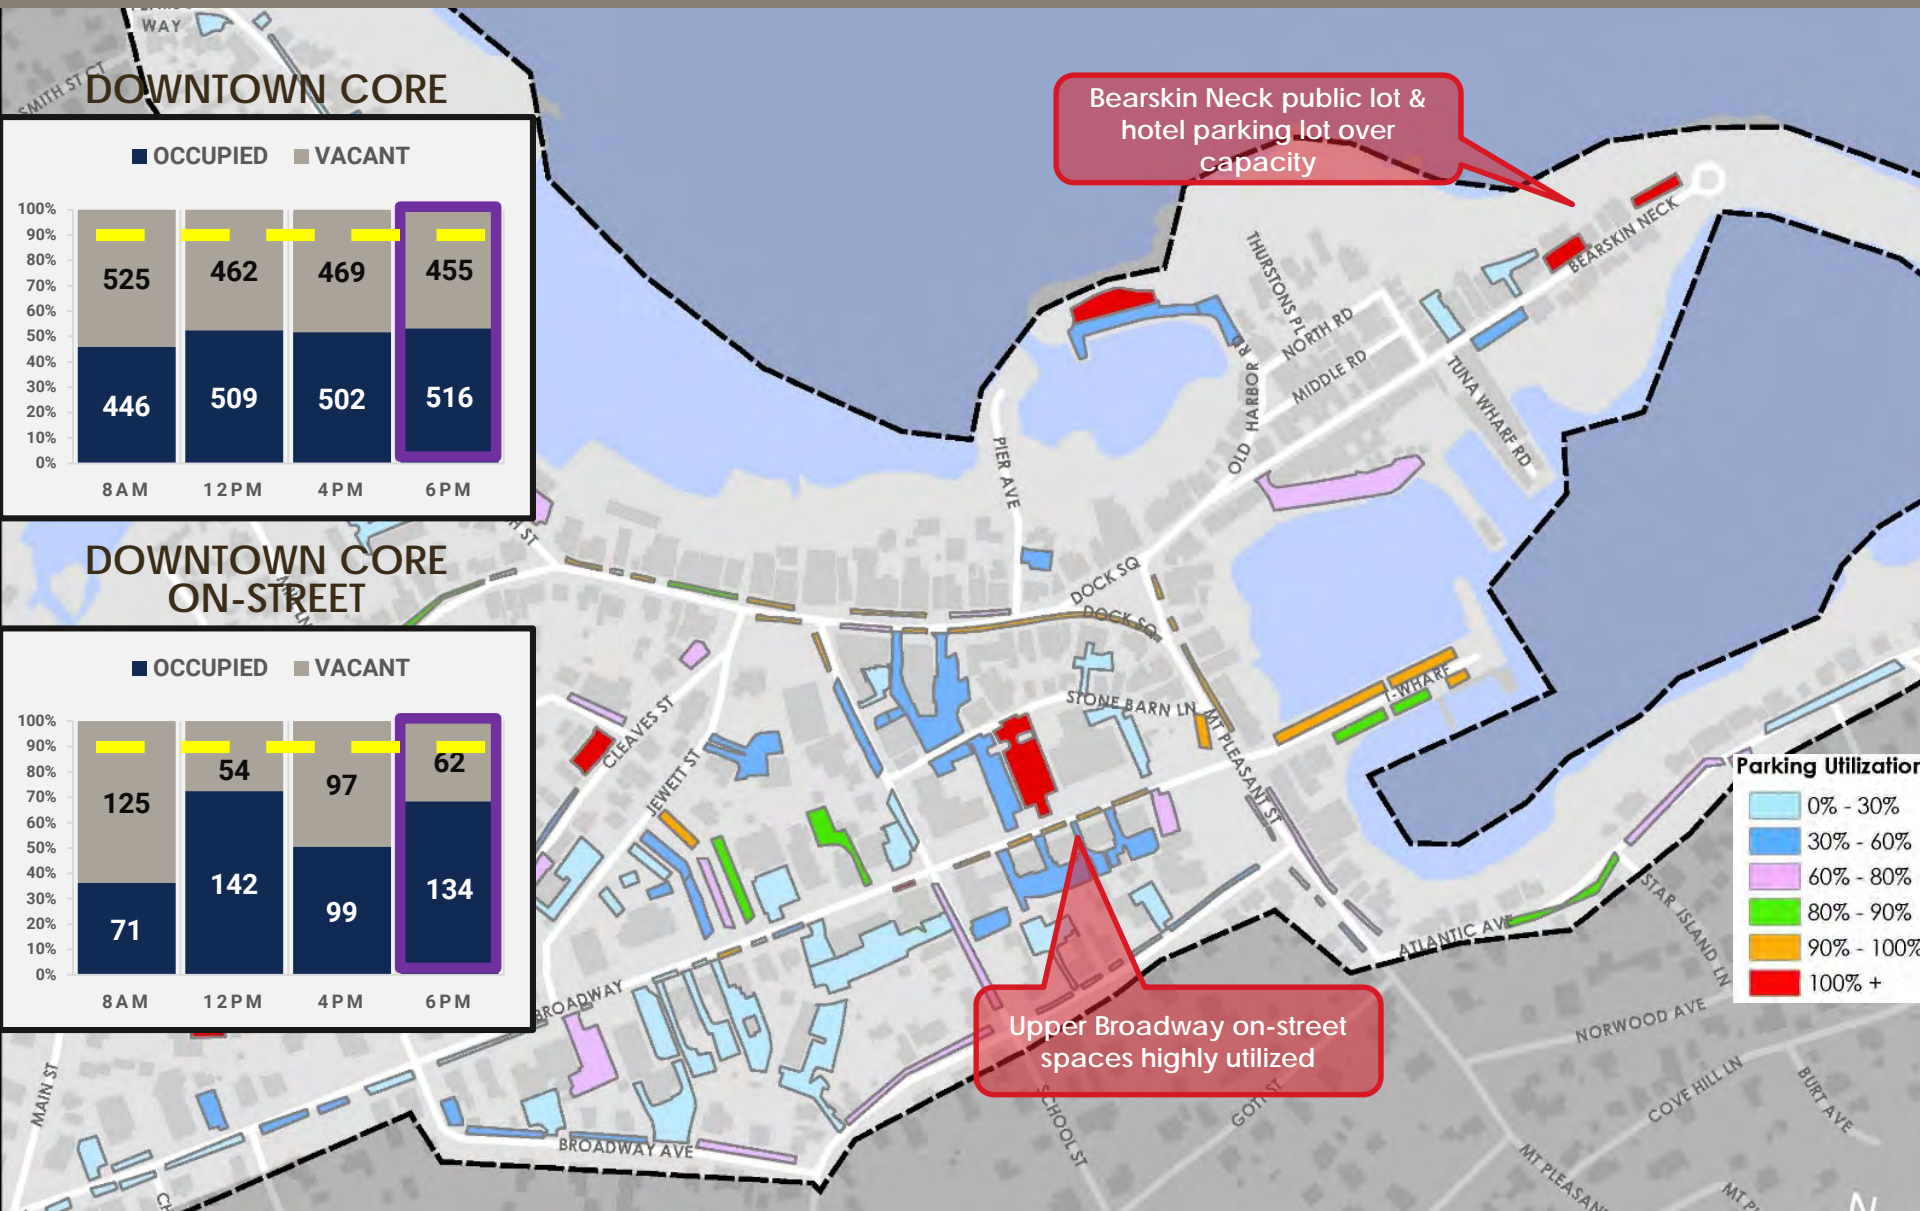 WAY
SMITH ST CT
DOWNTOWN CORE
OCCUPIED VACANT
100%
90%
80%
70%
60%
50%
40%
30%
20%
10%
0%
525 462 469 455
446 509 502 516
8AM 12PM 4PM 6PM
DOWNTOWN CORE
ON-STREET
OCCUPIED VACANT
100%
90%
80%
70%
60%
50%
40%
30%
20%
10%
0%
125 54 97 62
71 142 99 134
8AM 12PM 4PM 6PM
Bearskin Neck public lot &
hotel parking lot over
capacity
BEARSKIN NECK
THURSTONS PL
NORTH RD
MIDDLE RD
OLD HARBOR RD
TUNA WHARF RD
PIER AVE
DOCK SQ
DOCK SQ
T-WHARF
STONE BARN LN
MT PLEASANT ST
CLEAVES ST
JEWETT ST
BROADWAY
BROADWAY AVE
MAIN ST
SCHOOL ST
GOTT ST
ATLANTIC AVE
STAR ISLAND LN
NORWOOD AVE
COVE HILL LN
BURT AVE
MT PLEASAN
MT P
Upper Broadway on-street
spaces highly utilized
Parking Utilization
0% - 30%
30% - 60%
60% - 80%
80% - 90%
90% - 100%
100% +
N